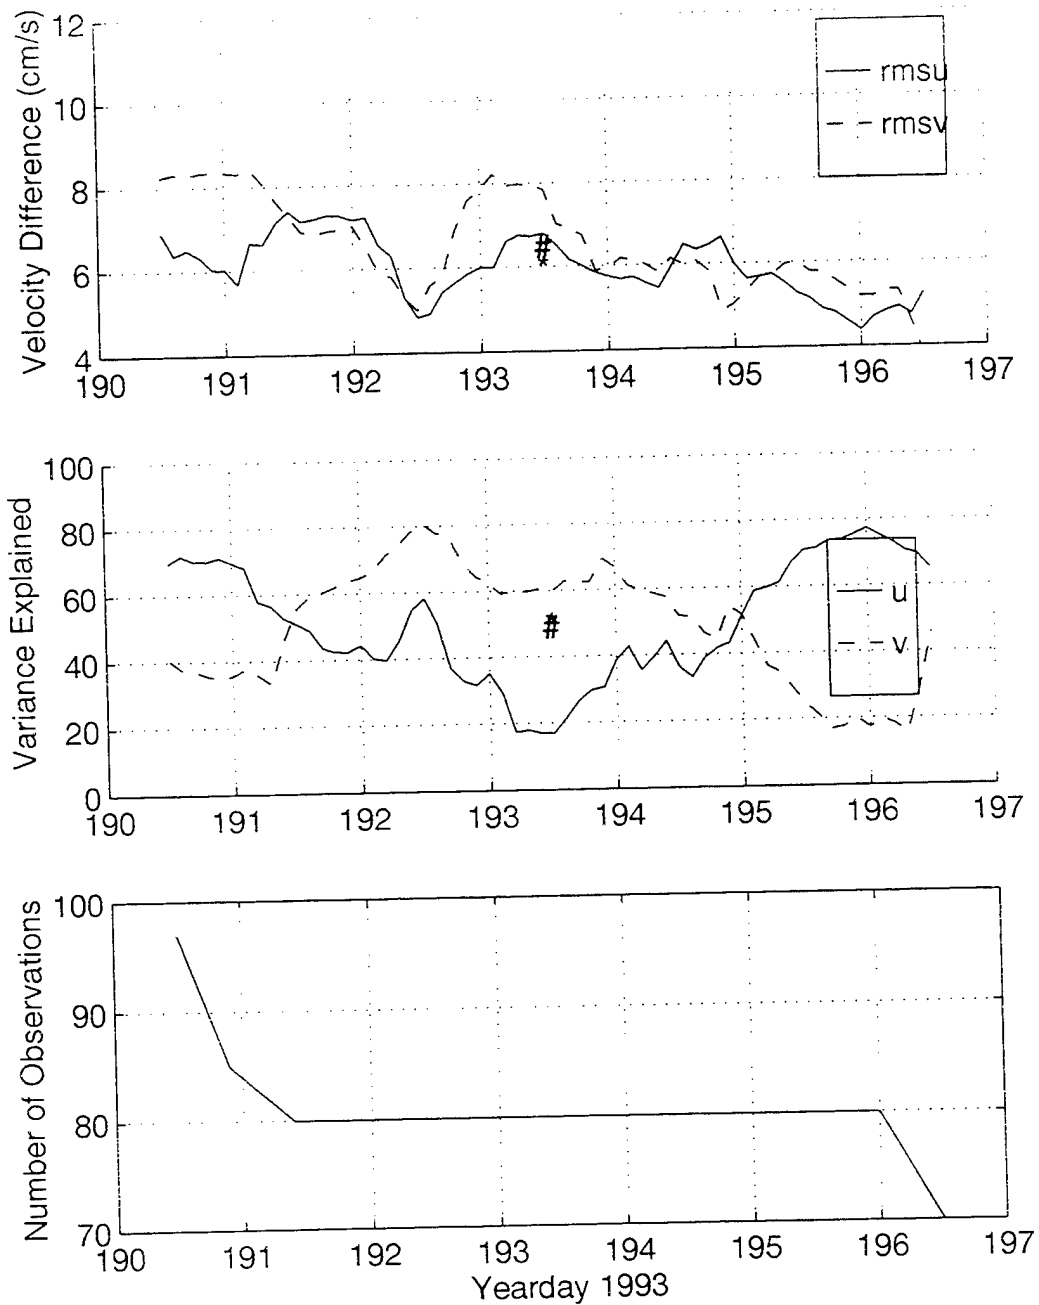 Velocity Difference (cm/s)
12
10
8
6
4
rmsu
rmsv
#
190 191 192 193 194 195 196 197
Variance Explained
100
80
60
40
20
0
u
v
#
190 191 192 193 194 195 196 197
Number of Observations
100
90
80
70
190 191 192 193 194 195 196 197
Yearday 1993